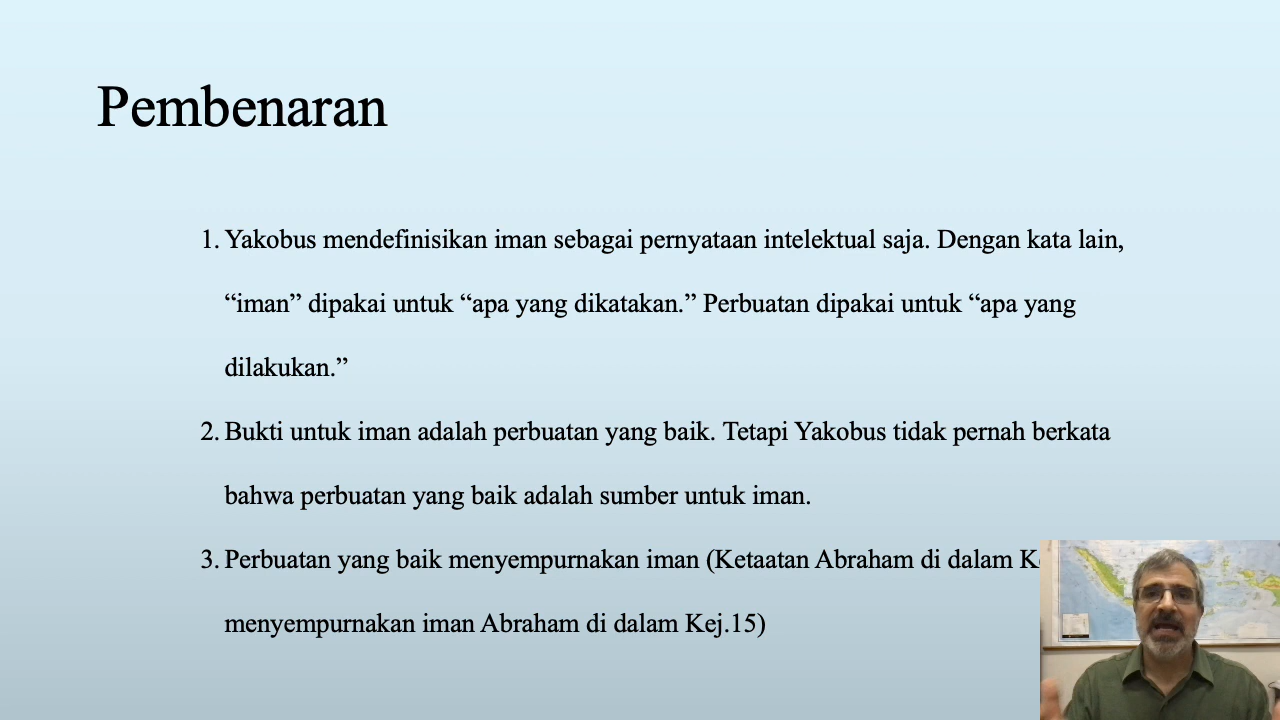 Pembenaran
1. Yakobus mendefinisikan iman sebagai pernyataan intelektual saja. Dengan kata lain,
“iman” dipakai untuk “apa yang dikatakan.” Perbuatan dipakai untuk “apa yang
dilakukan.”
2. Bukti untuk iman adalah perbuatan yang baik. Tetapi Yakobus tidak pernah berkata
bahwa perbuatan yang baik adalah sumber untuk iman.
3. Perbuatan yang baik menyempurnakan iman (Ketaatan Abraham di dalam
menyempurnakan iman Abraham di dalam Kej.15)